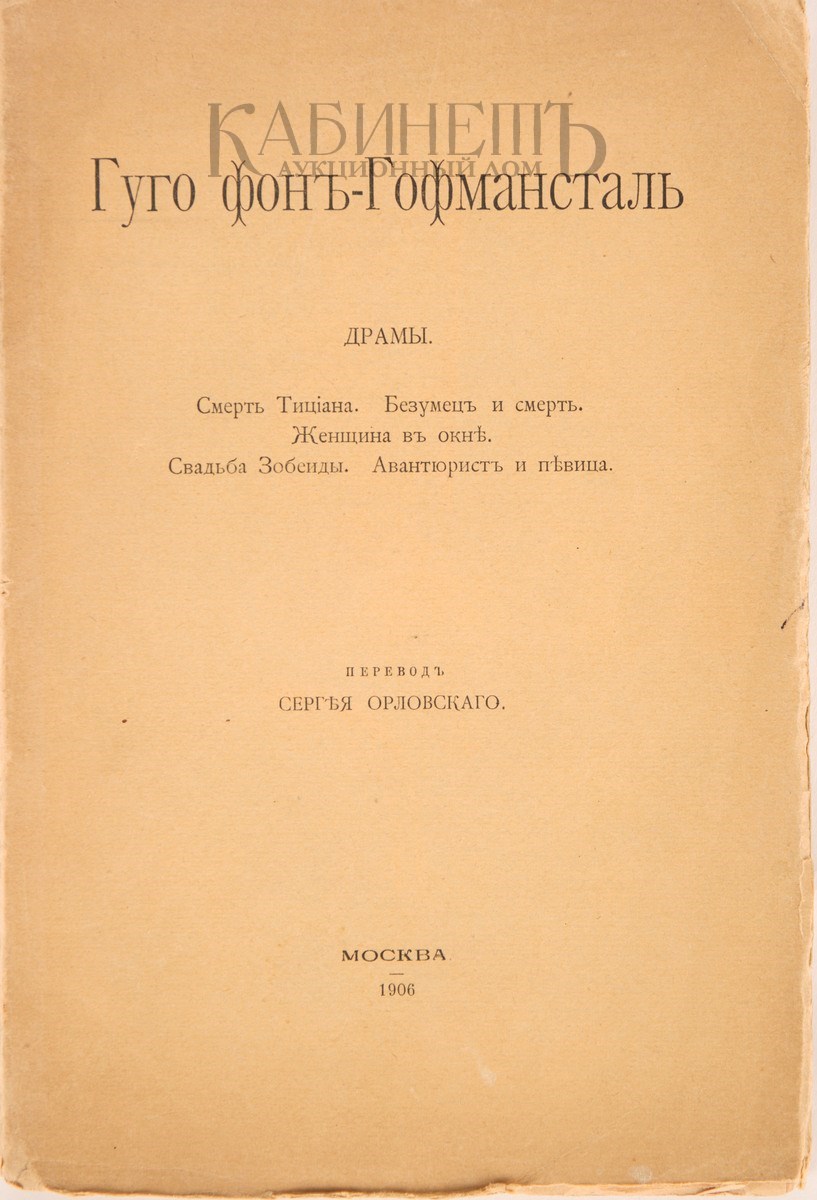 КАБИНЕТЪ
АУКЦИОННЫЙ ДОМ
Гуго фонъ-Гофмансталь
ДРАМЫ.
Смерть Тиціана. Безумецъ и смерть.
Женщина въ окнѣ.
Свадьба Зобеиды. Авантюристъ и пѣвица.
ПЕРЕВОДЪ
СЕРГѢЯ ОРЛОВСКАГО.
МОСКВА
1906